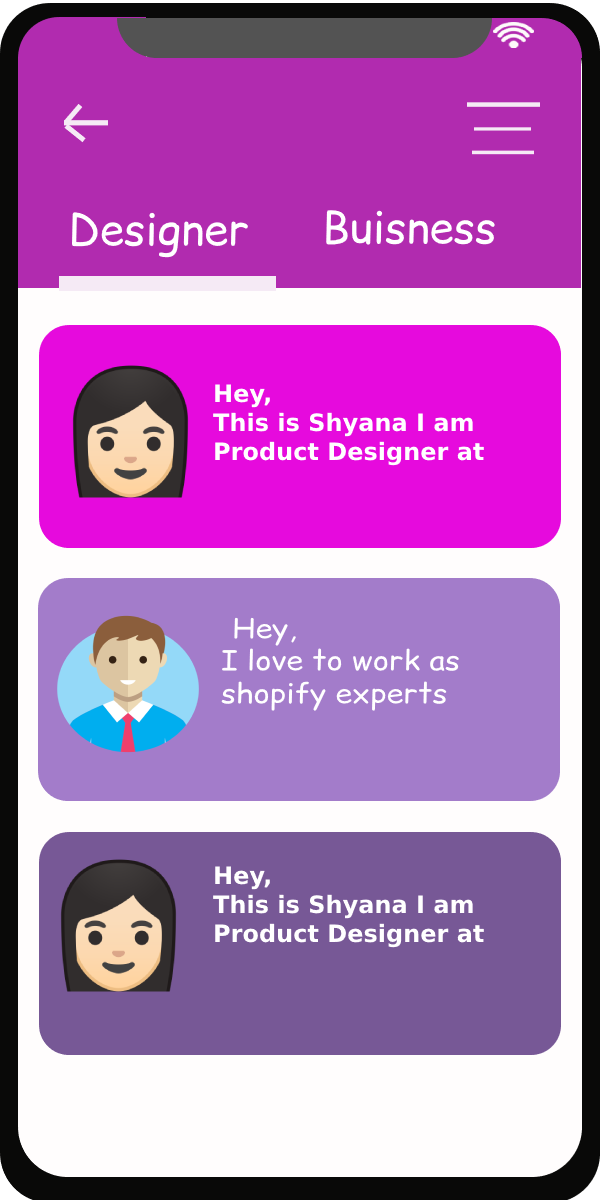 Designer Buisness
Hey,
This is Shyana I am
Product Designer at
Hey,
I love to work as
shopify experts
Hey,
This is Shyana I am
Product Designer at